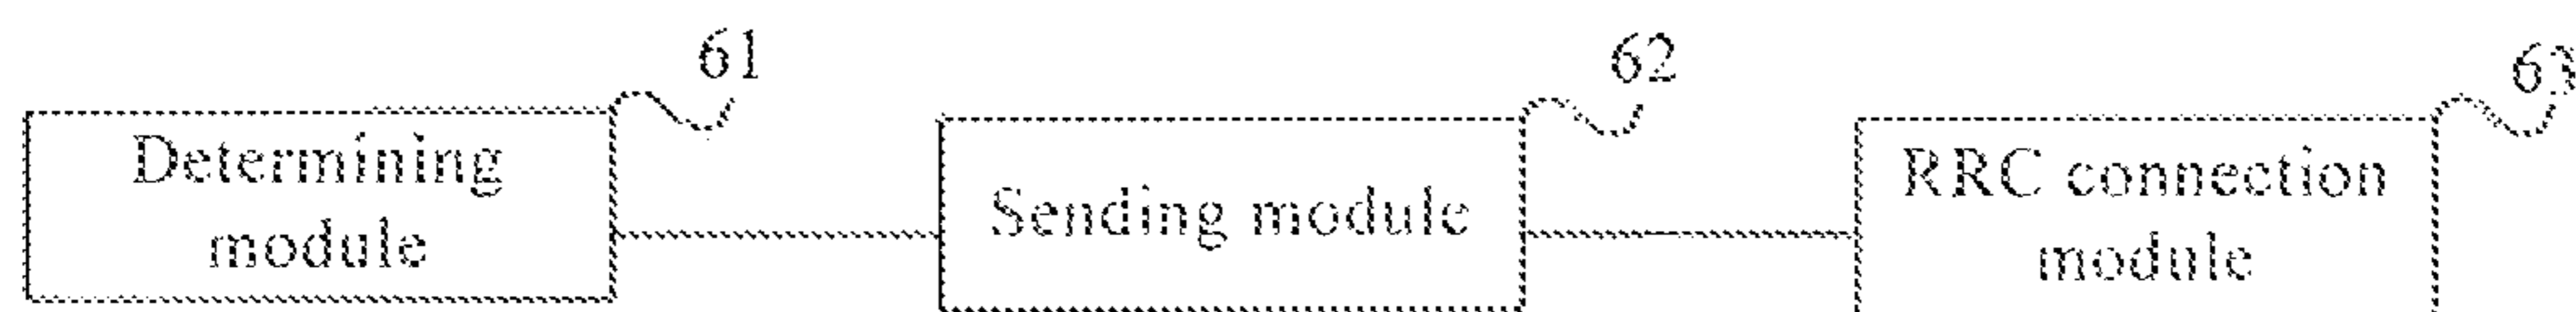 61
62
63
Determining
module
Sending module
RRC connection
module